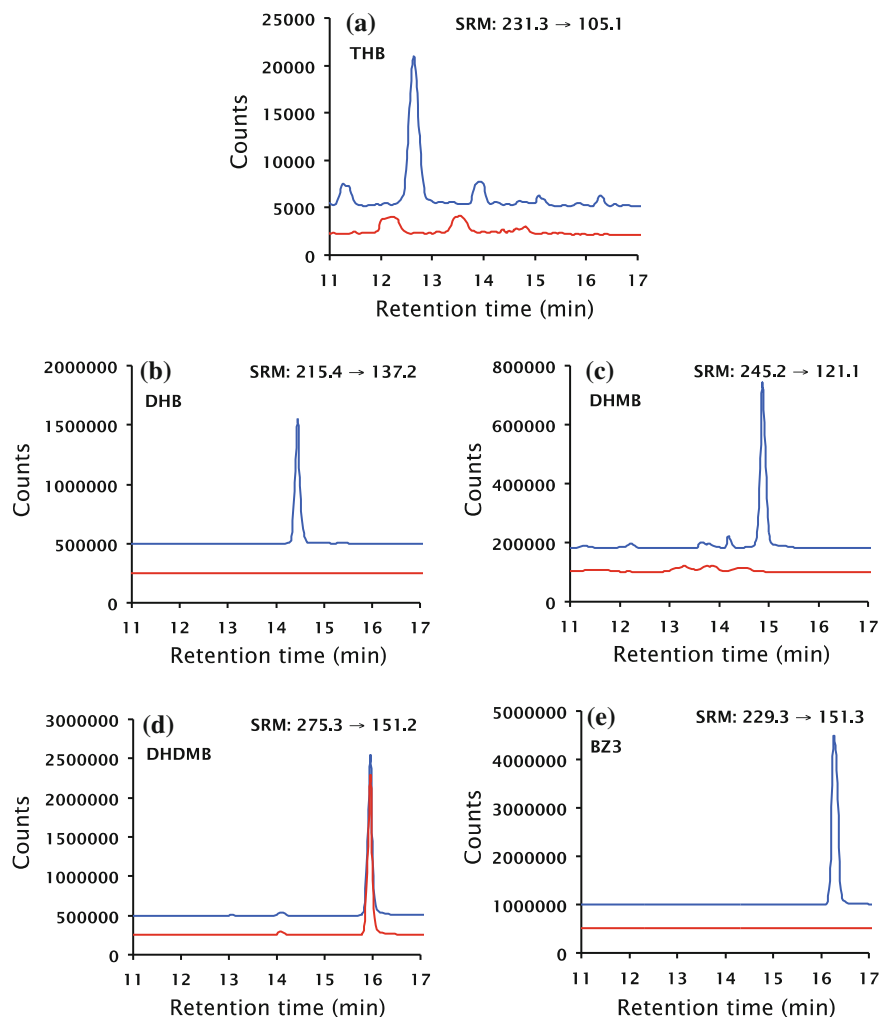 (a)
SRM: 231.3 → 105.1
THB
25000
20000
15000
10000
5000
0
Counts
11 12 13 14 15 16 17
Retention time (min)
(b)
SRM: 215.4 → 137.2
DHB
2000000
1500000
1000000
500000
0
Counts
11 12 13 14 15 16 17
Retention time (min)
(c)
SRM: 245.2 → 121.1
DHMB
800000
600000
400000
200000
0
Counts
11 12 13 14 15 16 17
Retention time (min)
(d)
SRM: 275.3 → 151.2
DHDMB
3000000
2500000
2000000
1500000
1000000
500000
0
Counts
11 12 13 14 15 16 17
Retention time (min)
(e)
SRM: 229.3 → 151.3
BZ3
5000000
4000000
3000000
2000000
1000000
0
Counts
11 12 13 14 15 16 17
Retention time (min)